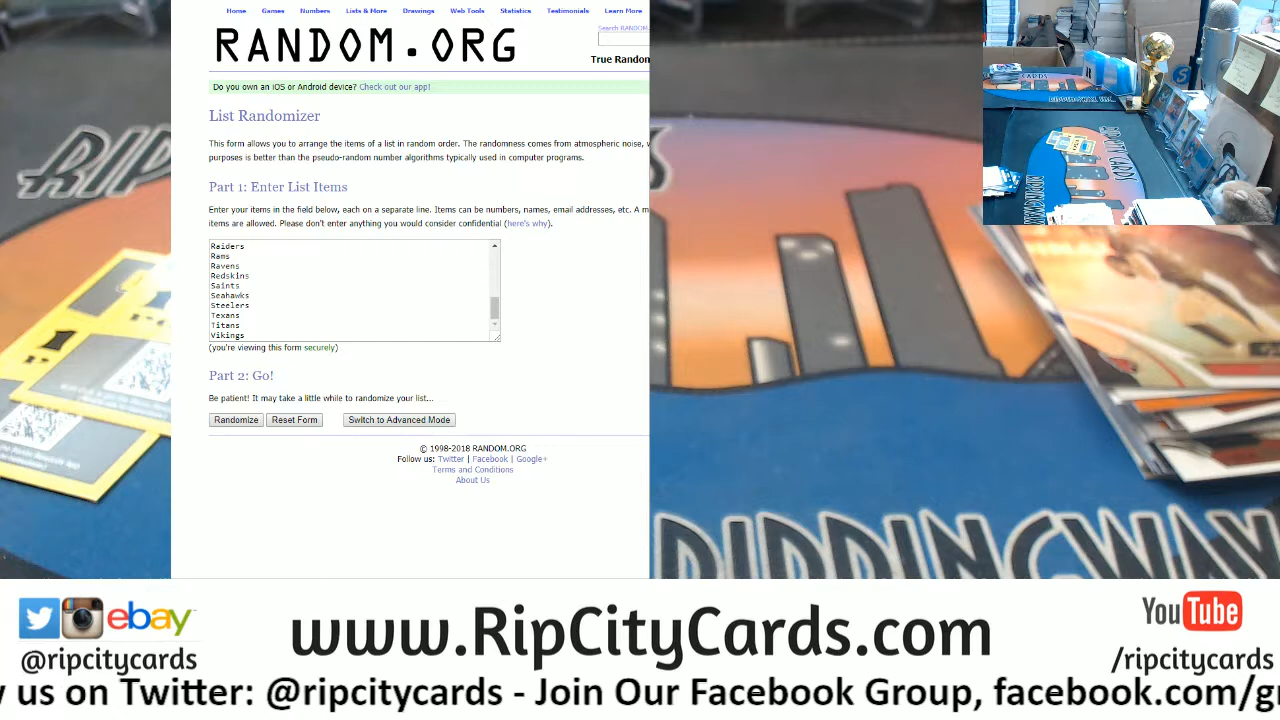 Home Games Numbers Lists & More Drawings Web Tools Statistics Testimonials Learn More
RANDOM.ORG
Search RANDOM.
True Random
Do you own an iOS or Android device? Check out our app!
List Randomizer
This form allows you to arrange the items of a list in random order. The randomness comes from atmospheric noise,
purposes is better than the pseudo-random number algorithms typically used in computer programs.
Part 1: Enter List Items
Enter your items in the field below, each on a separate line. Items can be numbers, names, email addresses, etc. A m
items are allowed. Please don't enter anything you would consider confidential (here's why).
Raiders
Rams
Ravens
Redskins
Saints
Seahawks
Steelers
Texans
Titans
Vikings
(you're viewing this form securely)
Part 2: Go!
Be patient! It may take a little while to randomize your list...
Randomize Reset Form Switch to Advanced Mode
© 1998-2018 RANDOM.ORG
Follow us: Twitter | Facebook | Google+
Terms and Conditions
About Us
RIP
RIPPINGWAX
ebay
@ripcitycards
www.RipCityCards.com
YouTube
/ripcitycards
y us on Twitter: @ripcitycards - Join Our Facebook Group, facebook.com/gr